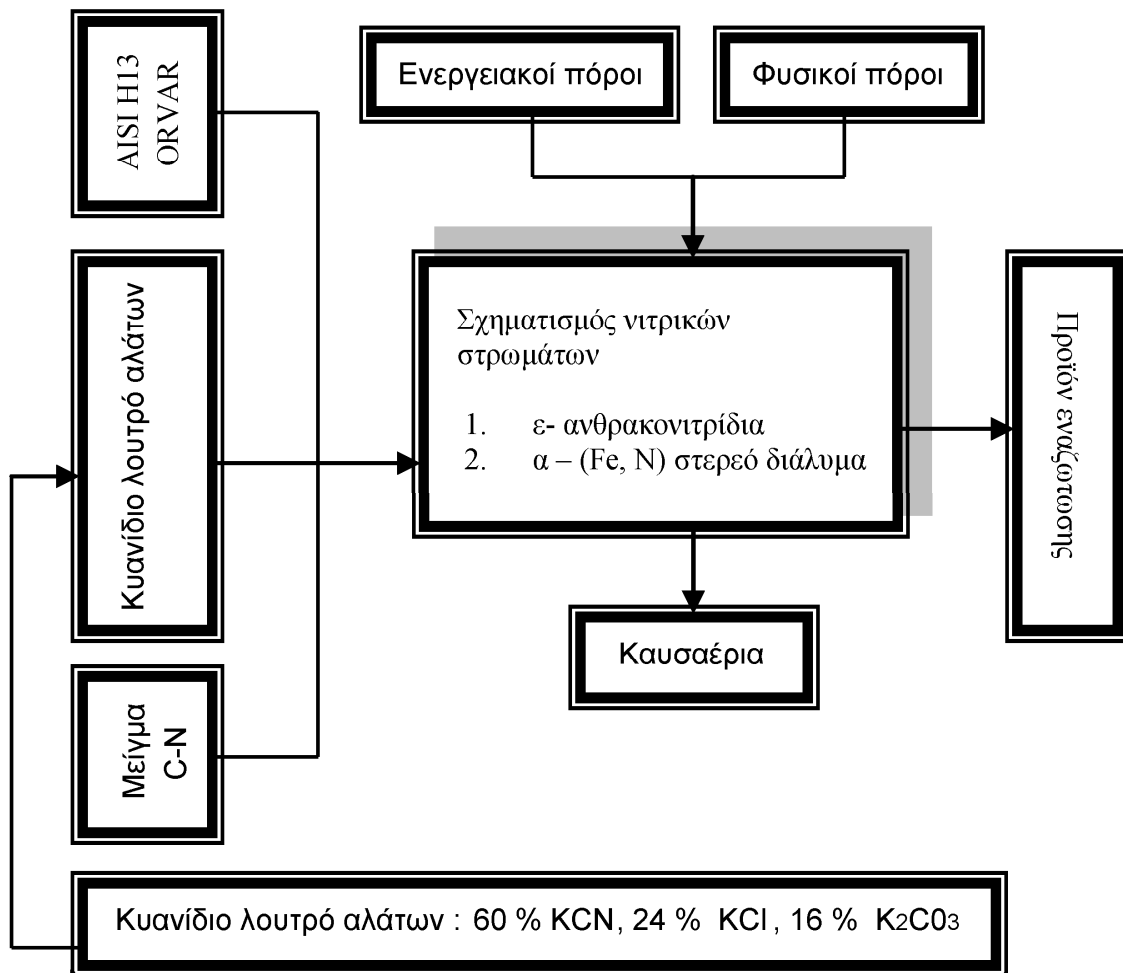 AISI H13
ORVAR
Ενεργειακοί πόροι
Φυσικοί πόροι
Κυανίδιο λουτρό αλάτων
Σχηματισμός νιτρικών
στρωμάτων
1. ε- ανθρακονιτρίδια
2. α – (Fe, N) στερεό διάλυμα
Προϊόν εναζωτωσης
Καυσαέρια
Μείγμα
C-N
Κυανίδιο λουτρό αλάτων : 60 % KCN, 24 % KCl , 16 % K2C03